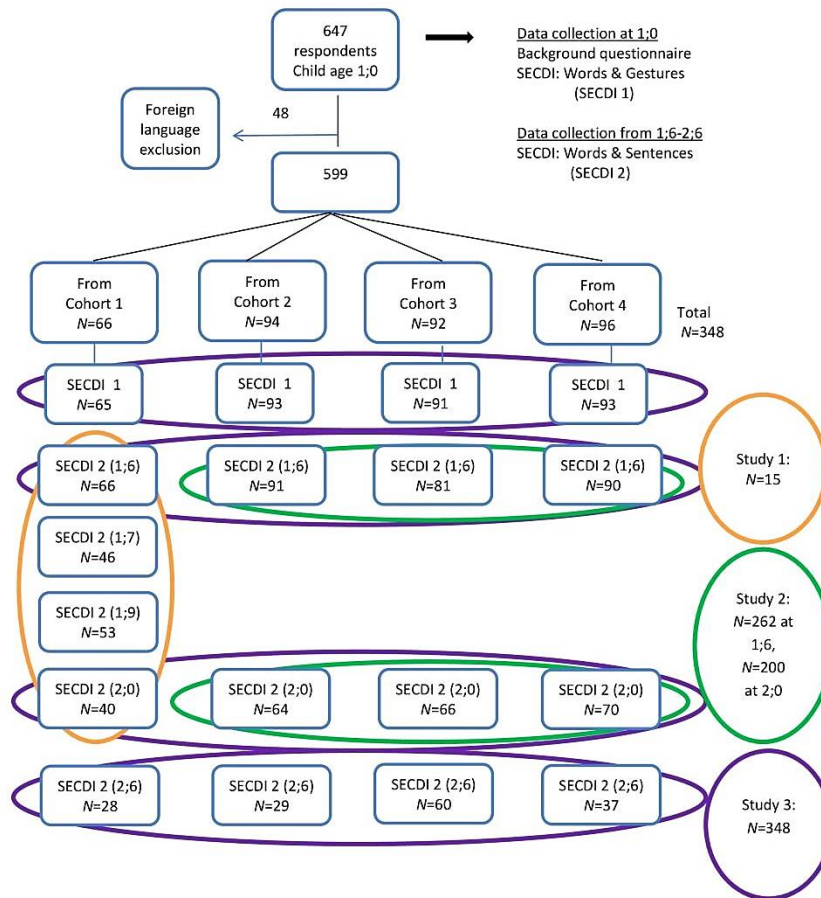 647
respondents
Child age 1;0
Data collection at 1;0
Background questionnaire
SECDI: Words & Gestures
(SECDI 1)
Data collection from 1;6-2;6
SECDI: Words & Sentences
(SECDI 2)
Foreign
language
exclusion
48
599
From
Cohort 1
N=66
From
Cohort 2
N=94
From
Cohort 3
N=92
From
Cohort 4
N=96
Total
N=348
SECDI 1
N=65
SECDI 1
N=93
SECDI 1
N=91
SECDI 1
N=93
SECDI 2 (1;6)
N=66
SECDI 2 (1;6)
N=91
SECDI 2 (1;6)
N=81
SECDI 2 (1;6)
N=90
Study 1:
N=15
SECDI 2 (1;7)
N=46
SECDI 2 (1;9)
N=53
Study 2:
N=262 at
1;6,
N=200
at 2;0
SECDI 2 (2;0)
N=40
SECDI 2 (2;0)
N=64
SECDI 2 (2;0)
N=66
SECDI 2 (2;0)
N=70
SECDI 2 (2;6)
N=28
SECDI 2 (2;6)
N=29
SECDI 2 (2;6)
N=60
SECDI 2 (2;6)
N=37
Study 3:
N=348